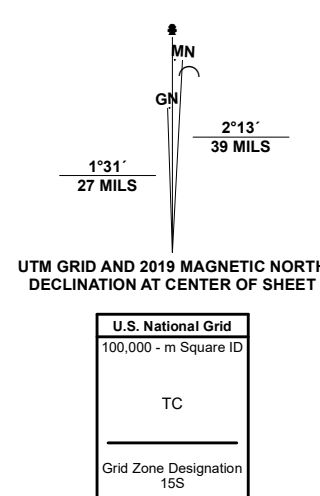 MN
GN
2°13´
39 MILS
1°31´
27 MILS
UTM GRID AND 2019 MAGNETIC NORTH
DECLINATION AT CENTER OF SHEET
U.S. National Grid
100,000 - m Square ID
TC
Grid Zone Designation
15S